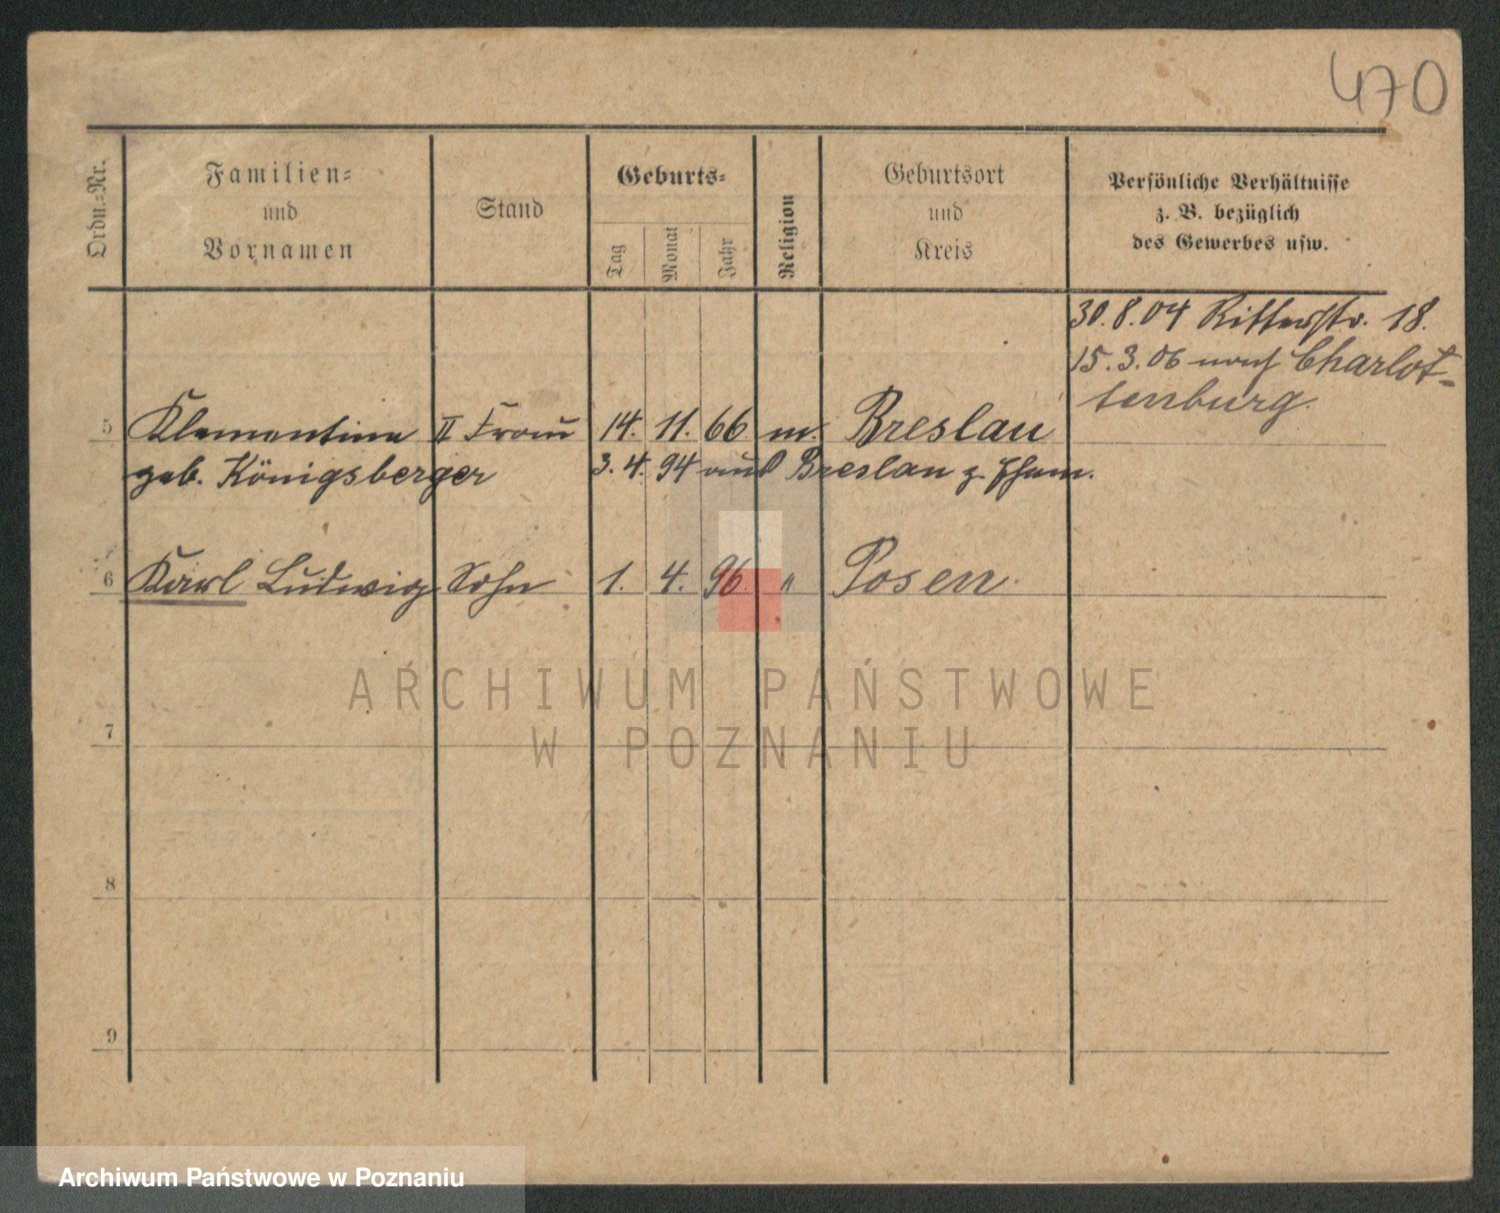 470
Ordn.=Nr.
Familien=
und
Vornamen
Stand
Geburts=
Tag
Monat
Jahr
Religion
Geburtsort
und
Kreis
Persönliche Verhältnisse
z. B. bezüglich
des Gewerbes usw.
30.8.04 Ritterstr. 18.
15.3.06 nach Charlot-
tenburg.
5 Klementine II Frau 14. 11. 66 m. Breslau
geb. Königsberger 3. 4. 94 aus Breslau z.
6 Karl Ludwig Sohn 1. 4. 96. " Posen
7
8
9
ARCHIWUM PAŃSTWOWE
W POZNANIU
Archiwum Państwowe w Poznaniu